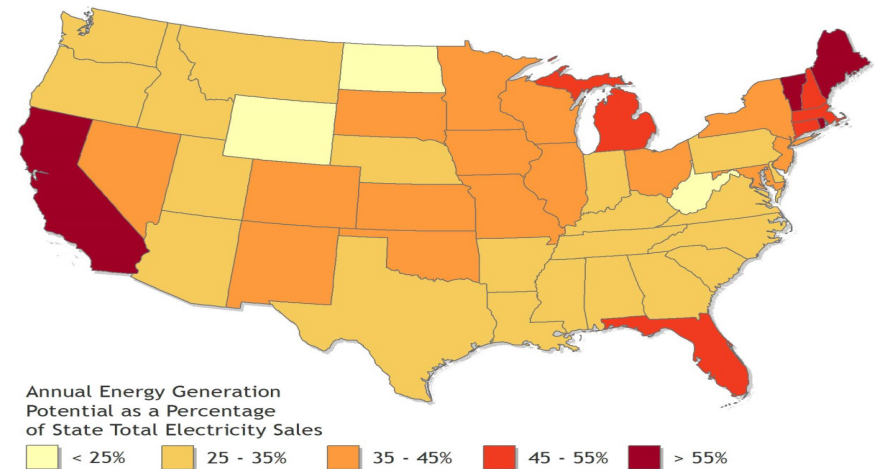 Annual Energy Generation
Potential as a Percentage
of State Total Electricity Sales
< 25% 25 - 35% 35 - 45% 45 - 55% > 55%